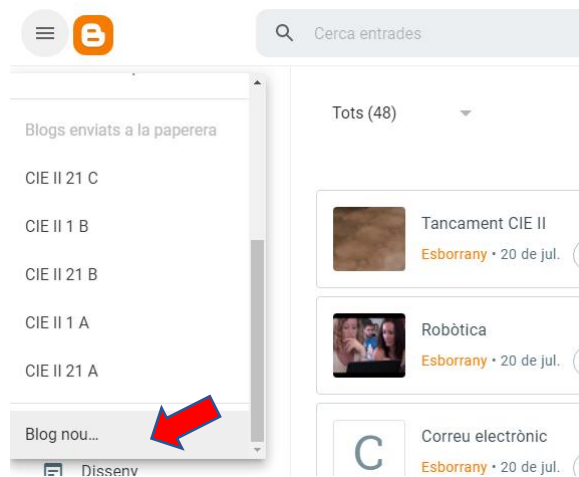 Cerca entrades
Blogs enviats a la paperera
CIE II 21 C
CIE II 1 B
CIE II 21 B
CIE II 1 A
CIE II 21 A
Blog nou...
Disseny
Tots (48)
Tancament CIE II
Esborrany • 20 de jul.
Robòtica
Esborrany • 20 de jul.
C
Correu electrònic
Esborrany • 20 de jul.